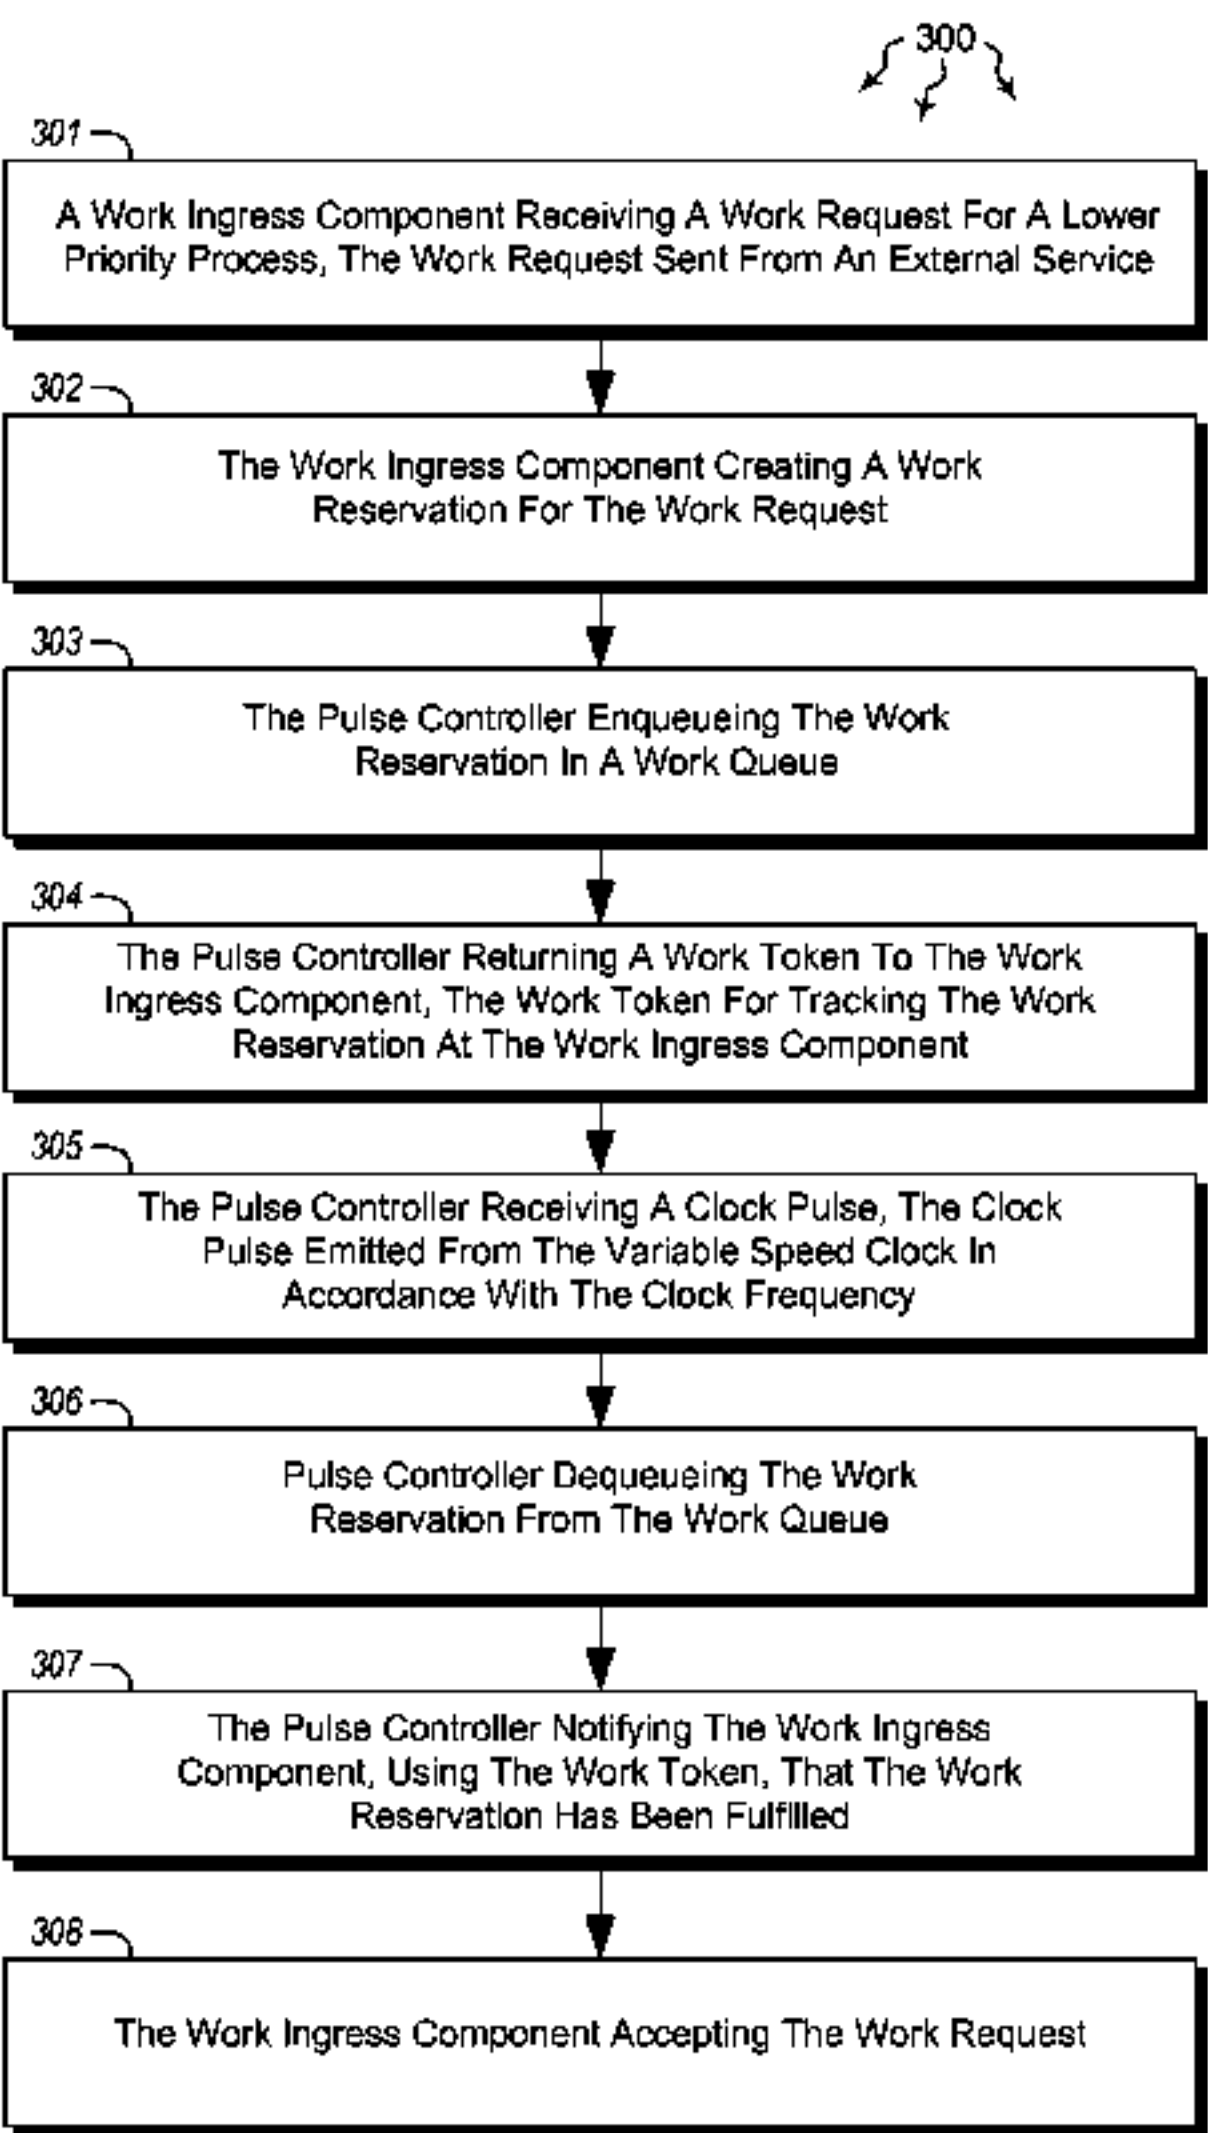 300
301
A Work Ingress Component Receiving A Work Request For A Lower
Priority Process, The Work Request Sent From An External Service
302
The Work Ingress Component Creating A Work
Reservation For The Work Request
303
The Pulse Controller Enqueueing The Work
Reservation In A Work Queue
304
The Pulse Controller Returning A Work Token To The Work
Ingress Component, The Work Token For Tracking The Work
Reservation At The Work Ingress Component
305
The Pulse Controller Receiving A Clock Pulse, The Clock
Pulse Emitted From The Variable Speed Clock In
Accordance With The Clock Frequency
306
Pulse Controller Dequeueing The Work
Reservation From The Work Queue
307
The Pulse Controller Notifying The Work Ingress
Component, Using The Work Token, That The Work
Reservation Has Been Fulfilled
308
The Work Ingress Component Accepting The Work Request